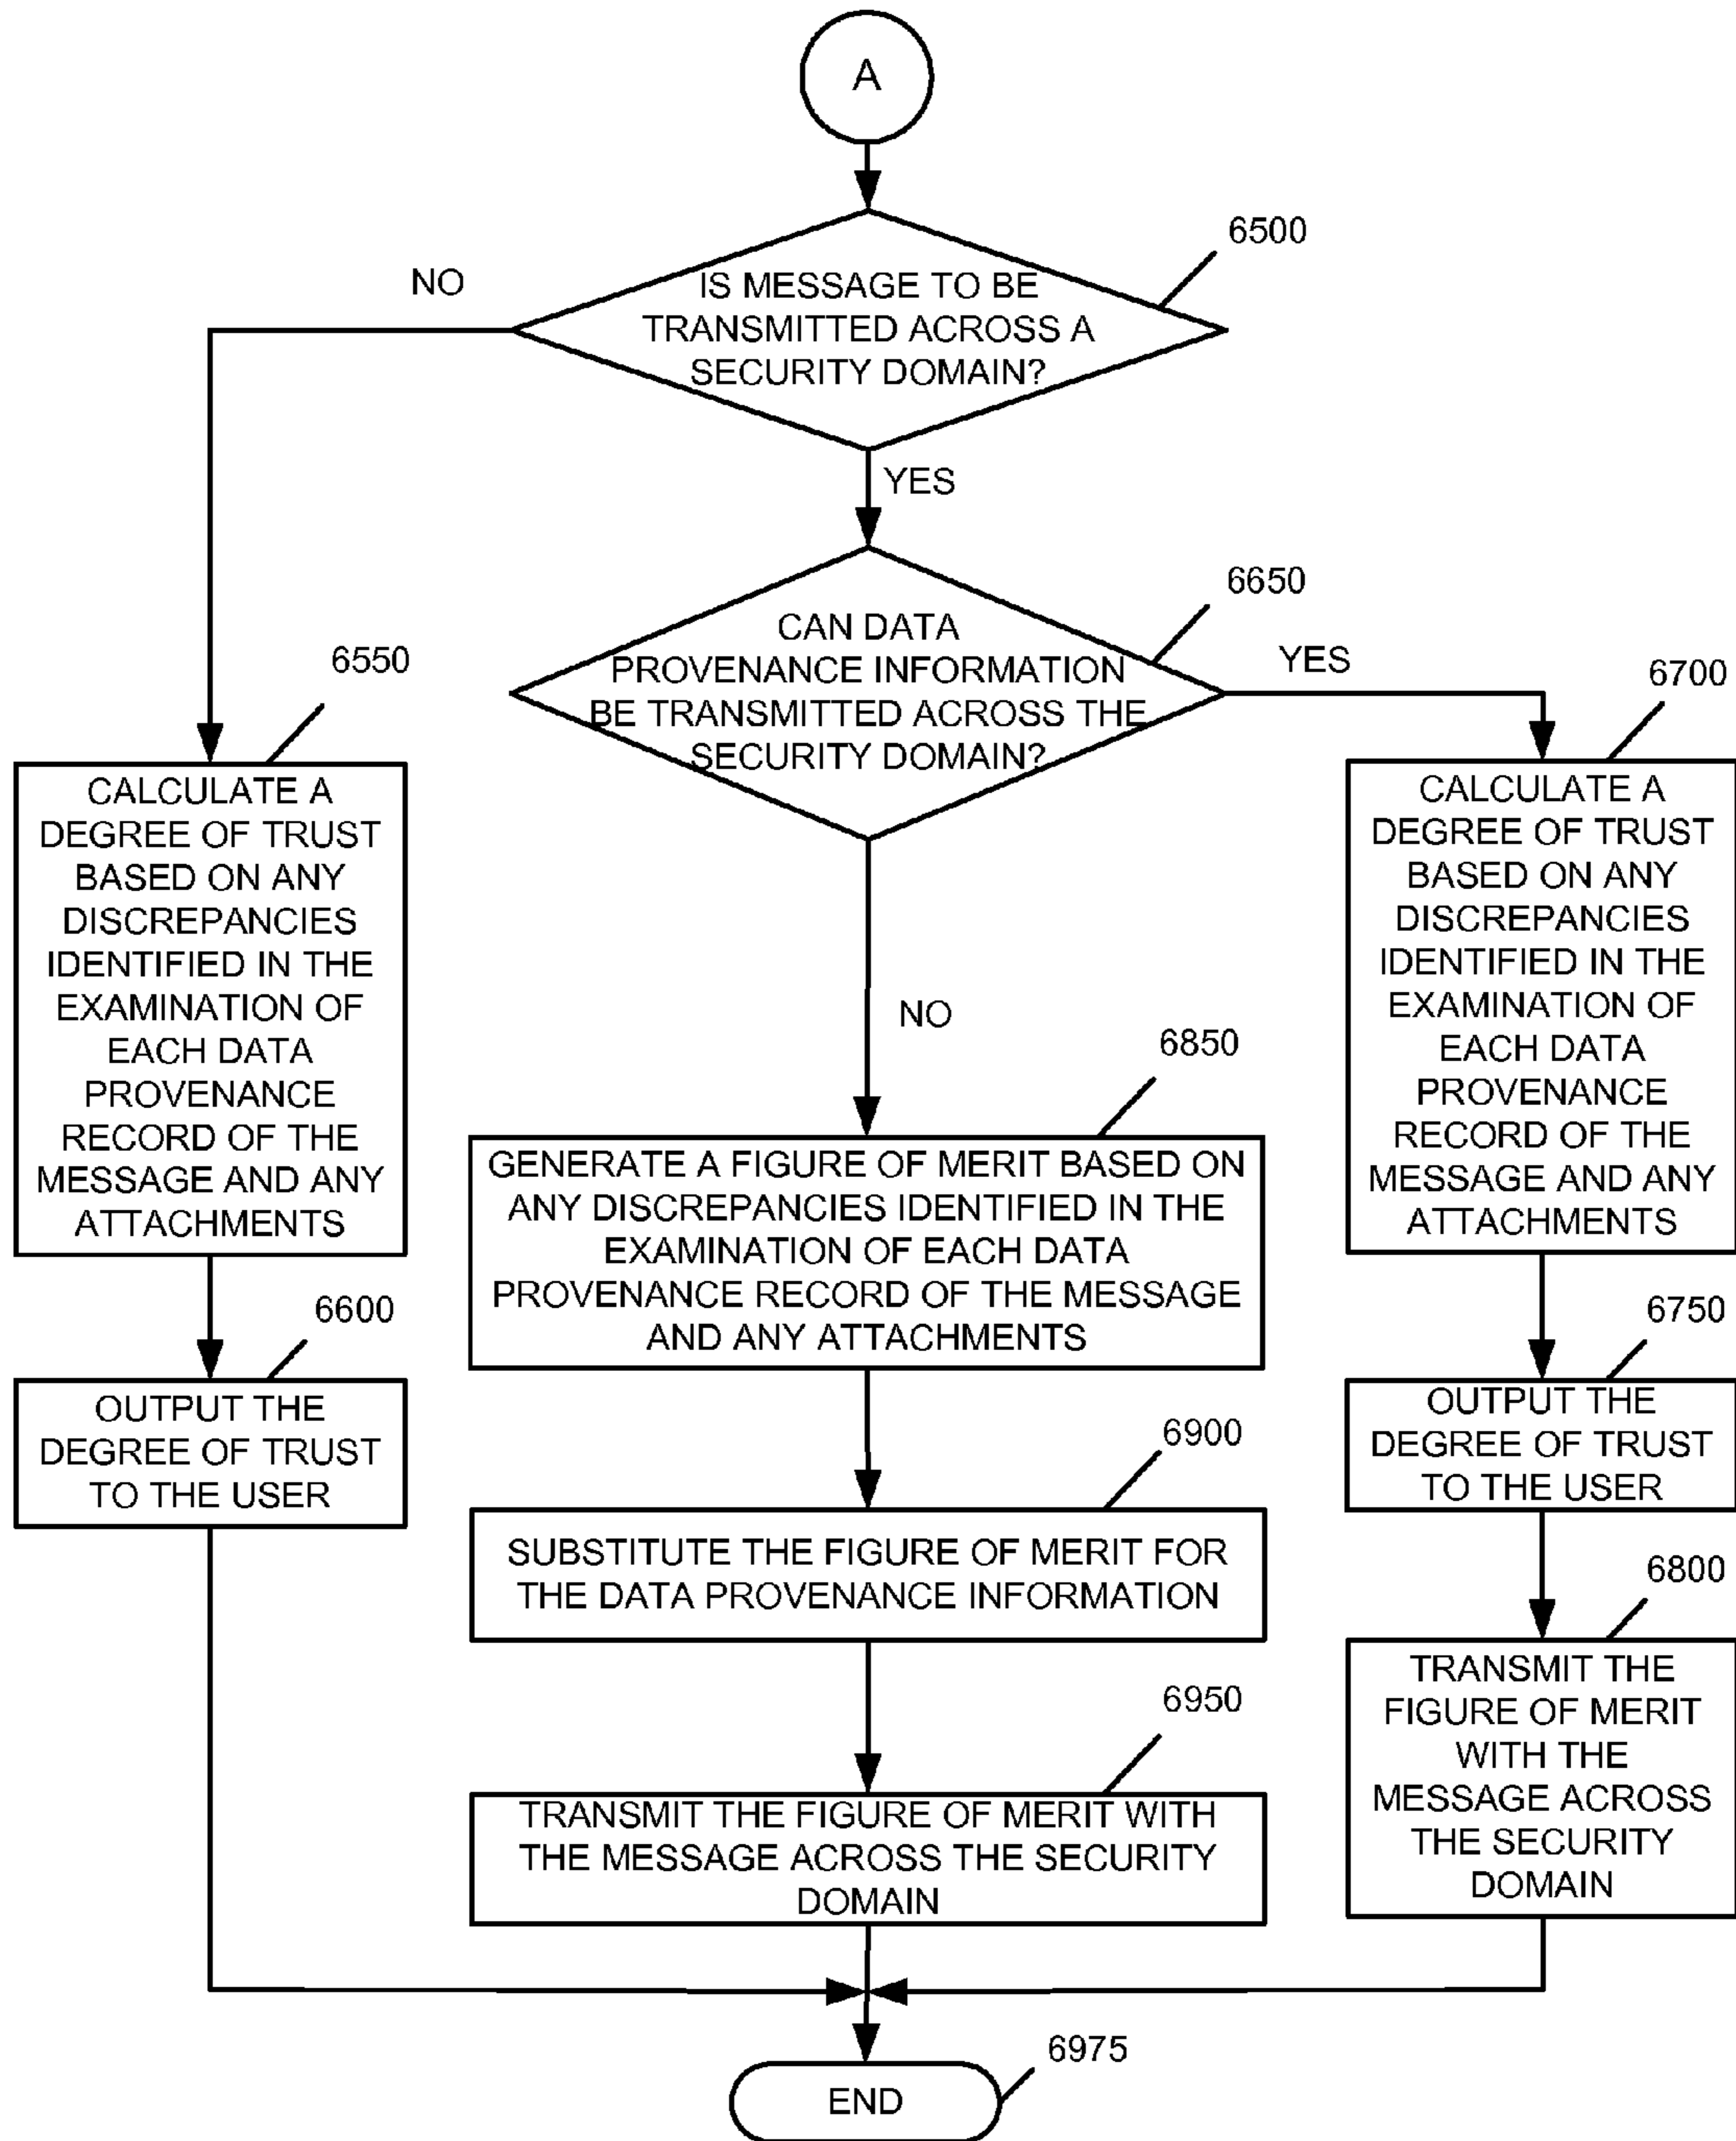 A
6500
IS MESSAGE TO BE
TRANSMITTED ACROSS A
SECURITY DOMAIN?
NO
YES
6650
CAN DATA
PROVENANCE INFORMATION
BE TRANSMITTED ACROSS THE
SECURITY DOMAIN?
YES
NO
6550
CALCULATE A
DEGREE OF TRUST
BASED ON ANY
DISCREPANCIES
IDENTIFIED IN THE
EXAMINATION OF
EACH DATA
PROVENANCE
RECORD OF THE
MESSAGE AND ANY
ATTACHMENTS
6600
OUTPUT THE
DEGREE OF TRUST
TO THE USER
6850
GENERATE A FIGURE OF MERIT BASED ON
ANY DISCREPANCIES IDENTIFIED IN THE
EXAMINATION OF EACH DATA
PROVENANCE RECORD OF THE MESSAGE
AND ANY ATTACHMENTS
6900
SUBSTITUTE THE FIGURE OF MERIT FOR
THE DATA PROVENANCE INFORMATION
6950
TRANSMIT THE FIGURE OF MERIT WITH
THE MESSAGE ACROSS THE SECURITY
DOMAIN
6700
CALCULATE A
DEGREE OF TRUST
BASED ON ANY
DISCREPANCIES
IDENTIFIED IN THE
EXAMINATION OF
EACH DATA
PROVENANCE
RECORD OF THE
MESSAGE AND ANY
ATTACHMENTS
6750
OUTPUT THE
DEGREE OF TRUST
TO THE USER
6800
TRANSMIT THE
FIGURE OF MERIT
WITH THE
MESSAGE ACROSS
THE SECURITY
DOMAIN
6975
END